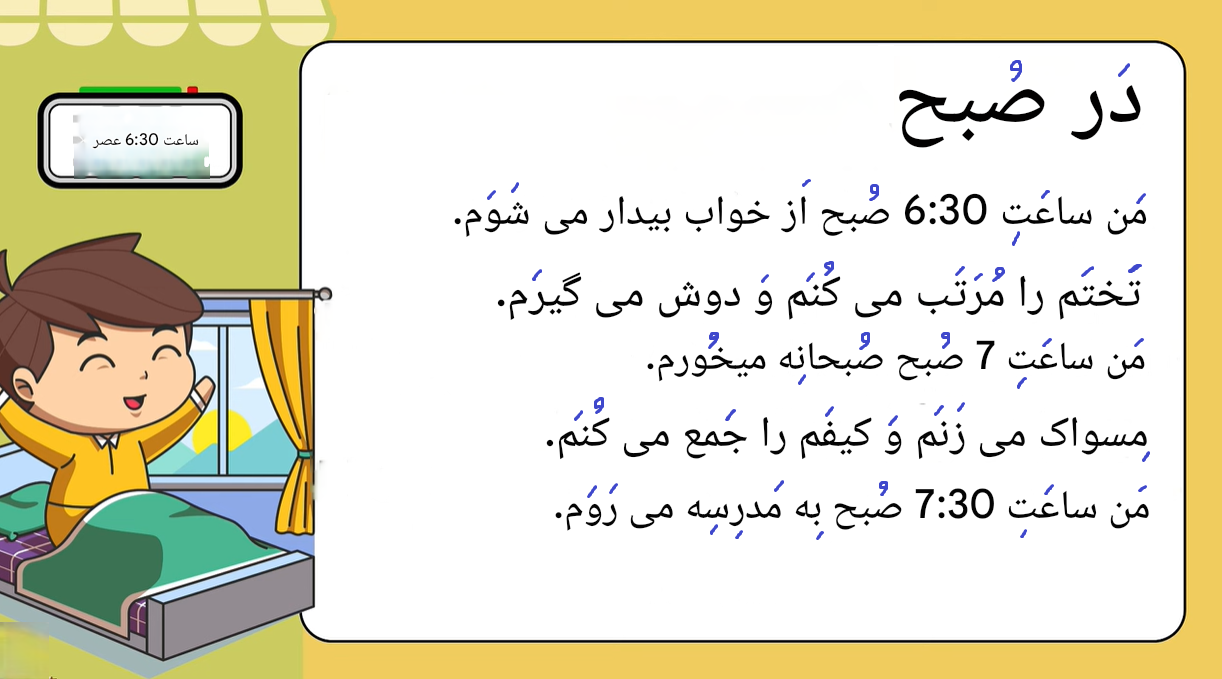 دَر صُبح
مَن ساعَتِ 6:30 صُبح اَز خواب بیدار می شَوَم.
تَختَم را مُرَتَب می کُنَم وَ دوش می گیرَم.
مَن ساعَتِ 7 صُبح صُبحانِه میخُورم.
مِسواک می زَنَم وَ کیفَم را جَمع می کُنَم.
مَن ساعَتِ 7:30 صُبح بِه مَدرِسِه می رَوَم.
ساعت 6:30 عصر